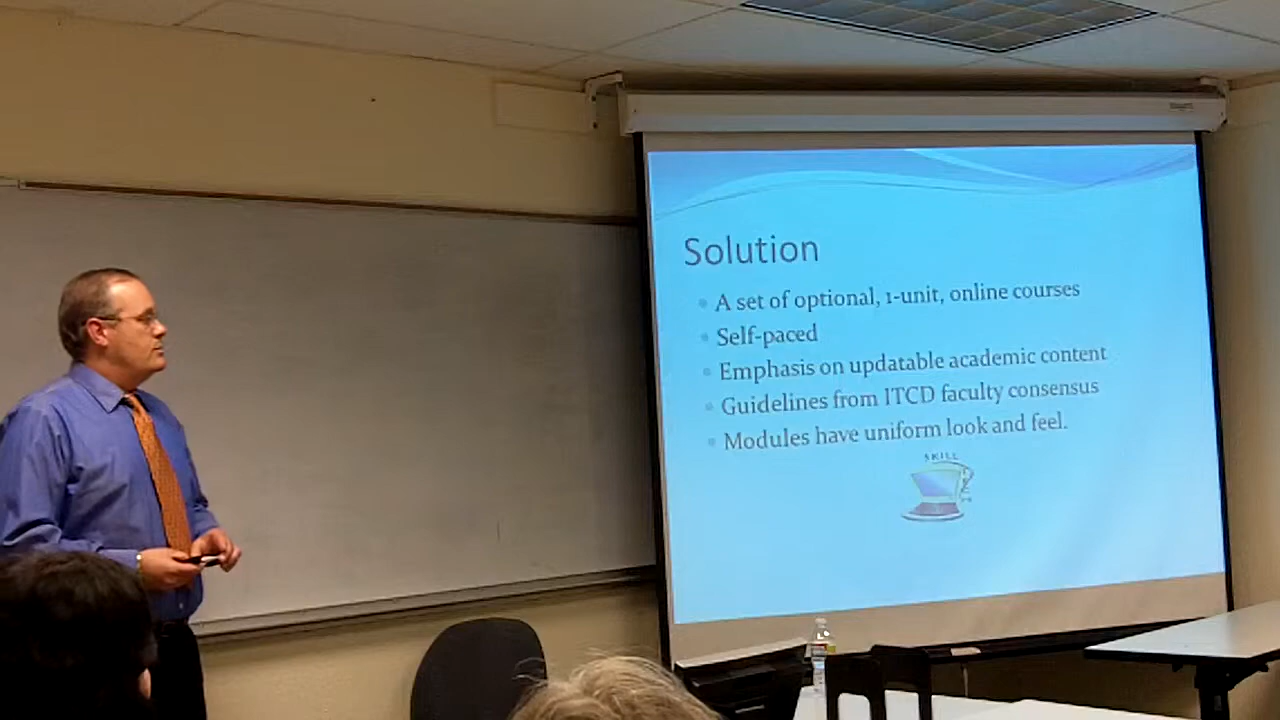 Solution
A set of optional, 1-unit, online courses
Self-paced
Emphasis on updatable academic content
Guidelines from ITCD faculty consensus
Modules have uniform look and feel.
SKILL